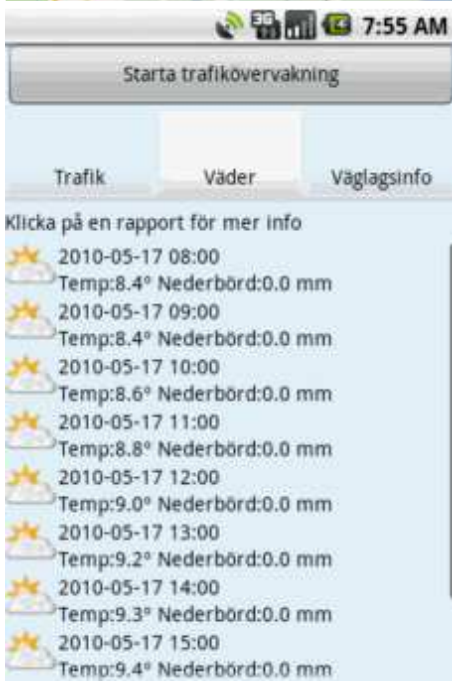 3G 7:55 AM
Starta trafikövervakning
Trafik Väder Väglagsinfo
Klicka på en rapport för mer info
2010-05-17 08:00
Temp:8.4° Nederbörd:0.0 mm
2010-05-17 09:00
Temp:8.4° Nederbörd:0.0 mm
2010-05-17 10:00
Temp:8.6° Nederbörd:0.0 mm
2010-05-17 11:00
Temp:8.8° Nederbörd:0.0 mm
2010-05-17 12:00
Temp:9.0° Nederbörd:0.0 mm
2010-05-17 13:00
Temp:9.2° Nederbörd:0.0 mm
2010-05-17 14:00
Temp:9.3° Nederbörd:0.0 mm
2010-05-17 15:00
Temp:9.4° Nederbörd:0.0 mm